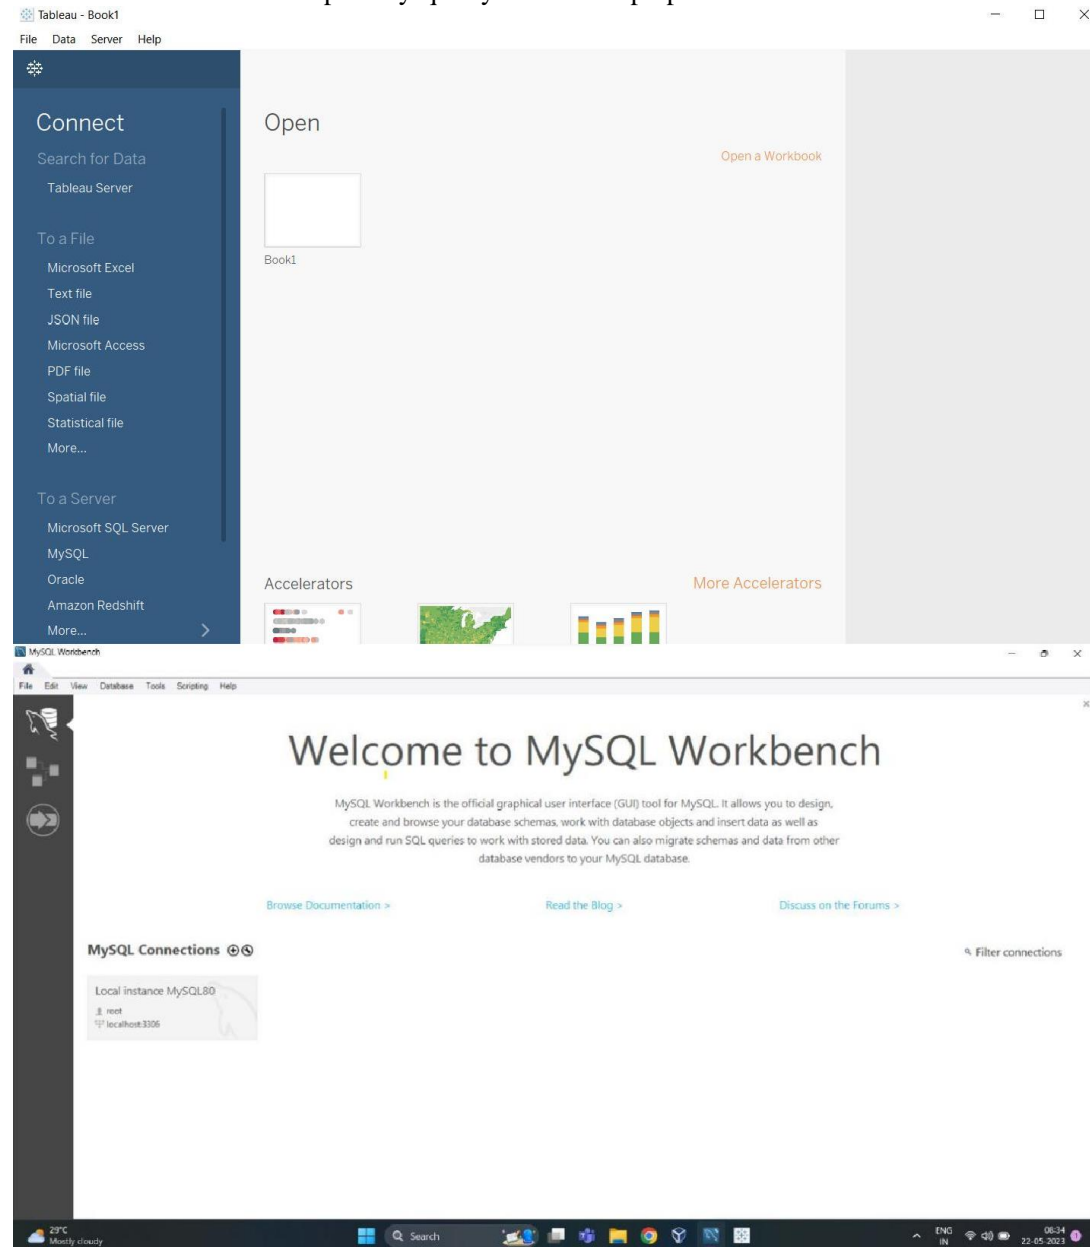 Tableau - Book1
File Data Server Help
Connect
Search for Data
Tableau Server
To a File
Microsoft Excel
Text file
JSON file
Microsoft Access
PDF file
Spatial file
Statistical file
More...
To a Server
Microsoft SQL Server
MySQL
Oracle
Amazon Redshift
More...
Open
Open a Workbook
Book1
Accelerators
More Accelerators
MySQL Workbench
File Edit View Database Tools Scripting Help
Welcome to MySQL Workbench
MySQL Workbench is the official graphical user interface (GUI) tool for MySQL. It allows you to design,
create and browse your database schemas, work with database objects and insert data as well as
design and run SQL queries to work with stored data. You can also migrate schemas and data from other
database vendors to your MySQL database.
Browse Documentation >
Read the Blog >
Discuss on the Forums >
MySQL Connections
Filter connections
Local instance MySQL80
root
localhost:3306
29°C
Mostly cloudy
Search
ENG
IN
06:34
22-05-2023